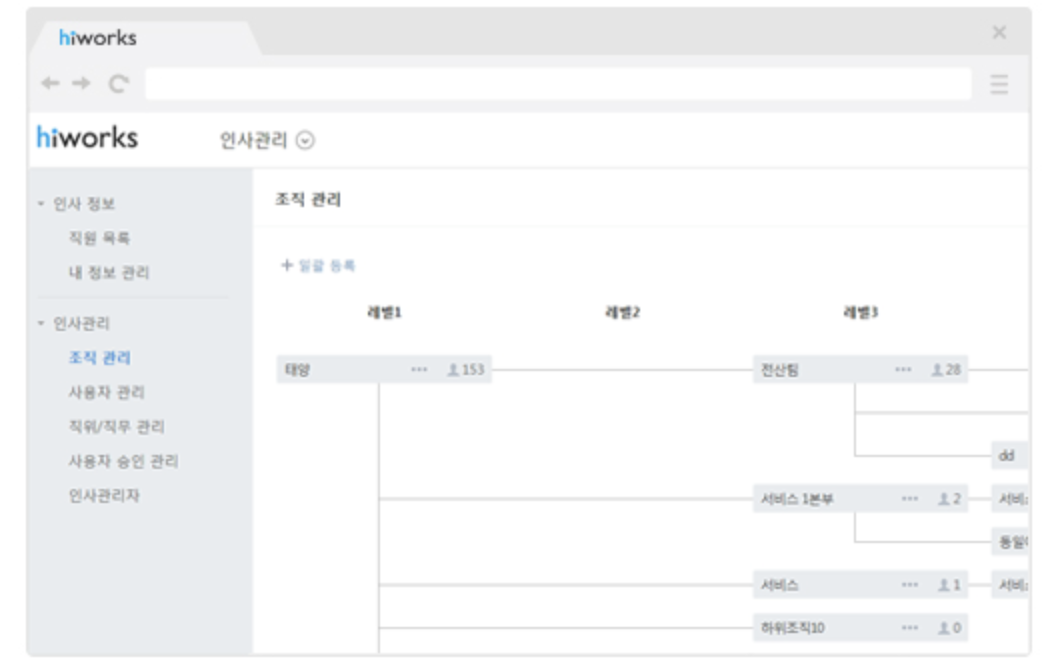 hiworks
hiworks 인사관리
인사 정보
직원 목록
내 정보 관리
인사관리
조직 관리
사용자 관리
직위/직무 관리
사용자 승인 관리
인사관리자
조직 관리
+ 일괄 등록
레벨1 레벨2 레벨3
태양 ··· 153 전산팀 ··· 28
dd
서비스 1본부 ··· 2 서비
동일
서비스 ··· 1 서비
하위조직10 ··· 0